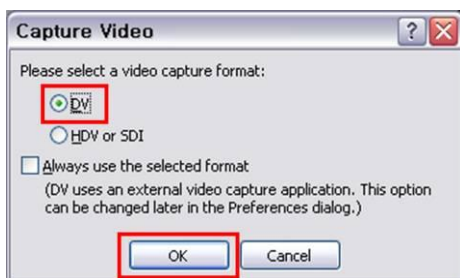 Capture Video
Please select a video capture format:
DV
HDV or SDI
Always use the selected format
(DV uses an external video capture application. This option
can be changed later in the Preferences dialog.)
OK Cancel